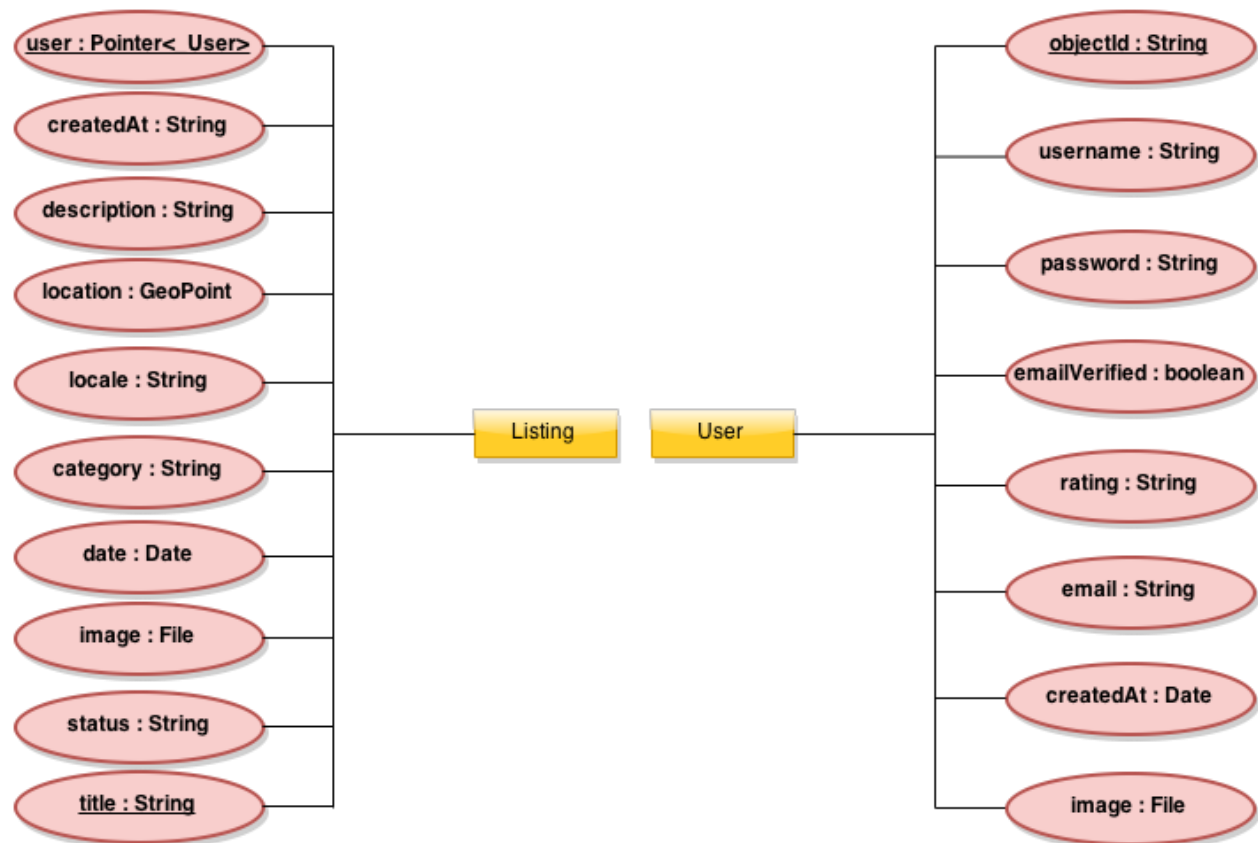 user : Pointer<_User>
createdAt : String
description : String
location : GeoPoint
locale : String
category : String
date : Date
image : File
status : String
title : String
Listing
User
objectId : String
username : String
password : String
emailVerified : boolean
rating : String
email : String
createdAt : Date
image : File